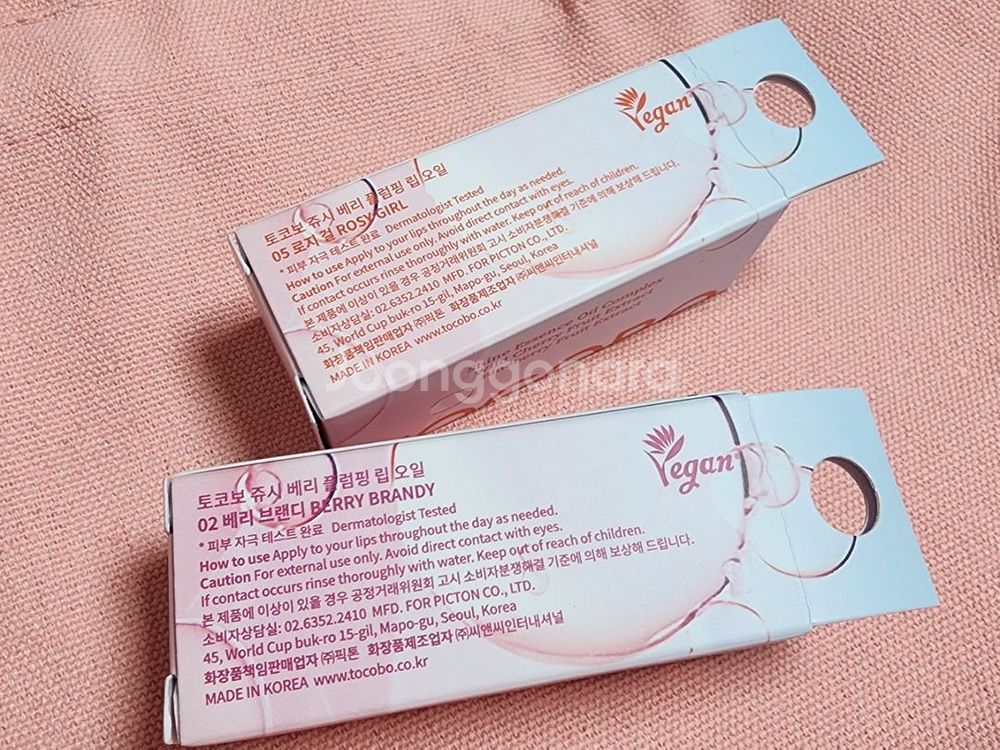 Vegan
토코보 쥬시 베리 플럼핑 립 오일
05 로지 걸 ROSY GIRL
* 피부 자극 테스트 완료 Dermatologist Tested
How to use Apply to your lips throughout the day as needed.
Caution For external use only. Avoid direct contact with eyes.
If contact occurs rinse thoroughly with water. Keep out of reach of children.
본 제품에 이상이 있을 경우 공정거래위원회 고시 소비자분쟁해결 기준에 의해 보상해 드립니다.
소비자상담실: 02.6352.2410 MFD. FOR PICTON CO., LTD.
45, World Cup buk-ro 15-gil, Mapo-gu, Seoul, Korea
화장품책임판매업자 ㈜픽톤 화장품제조업자 ㈜씨앤씨인터내셔널
MADE IN KOREA www.tocobo.co.kr
Essence Oil Complex
Cherry Fruit Extract
Fruit Extract
Joonggonara
Vegan
토코보 쥬시 베리 플럼핑 립 오일
02 베리 브랜디 BERRY BRANDY
* 피부 자극 테스트 완료 Dermatologist Tested
How to use Apply to your lips throughout the day as needed.
Caution For external use only. Avoid direct contact with eyes.
If contact occurs rinse thoroughly with water. Keep out of reach of children.
본 제품에 이상이 있을 경우 공정거래위원회 고시 소비자분쟁해결 기준에 의해 보상해 드립니다.
소비자상담실: 02.6352.2410 MFD. FOR PICTON CO., LTD.
45, World Cup buk-ro 15-gil, Mapo-gu, Seoul, Korea
화장품책임판매업자 ㈜픽톤 화장품제조업자 ㈜씨앤씨인터내셔널
MADE IN KOREA www.tocobo.co.kr